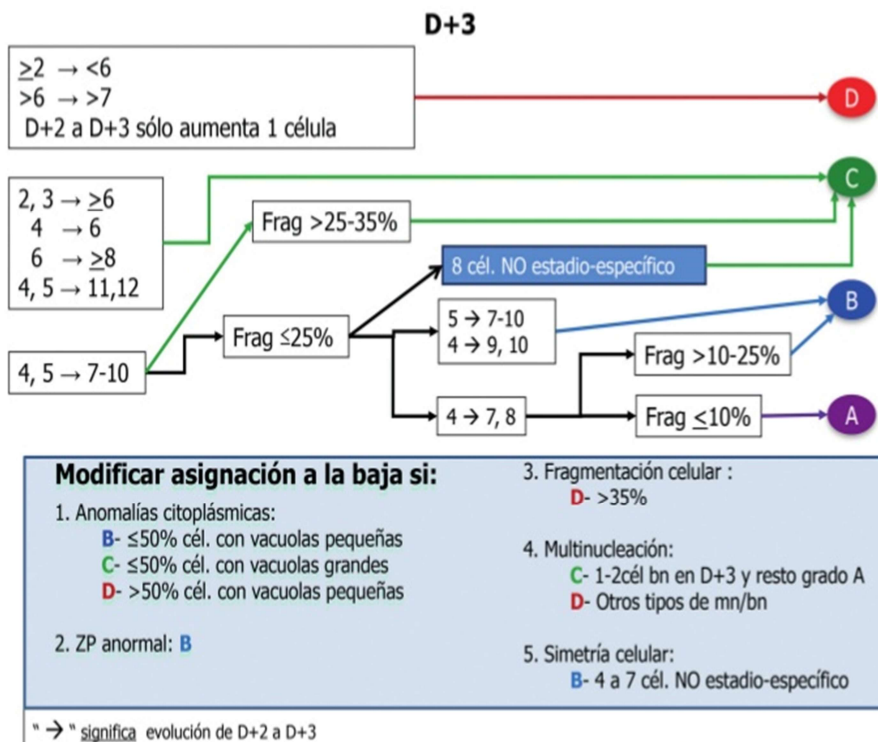 D+3
≥2 → <6
>6 → >7
D+2 a D+3 sólo aumenta 1 célula
D
2, 3 → ≥6
4 → 6
6 → ≥8
4, 5 → 11,12
C
Frag >25-35%
8 cél. NO estadio-específico
4, 5 → 7-10
Frag ≤25%
5 → 7-10
4 → 9, 10
B
Frag >10-25%
4 → 7, 8
Frag ≤10%
A
Modificar asignación a la baja si:
1. Anomalías citoplásmicas:
B- ≤50% cél. con vacuolas pequeñas
C- ≤50% cél. con vacuolas grandes
D- >50% cél. con vacuolas pequeñas
2. ZP anormal: B
3. Fragmentación celular :
D- >35%
4. Multinucleación:
C- 1-2cél bn en D+3 y resto grado A
D- Otros tipos de mn/bn
5. Simetría celular:
B- 4 a 7 cél. NO estadio-específico
" → " significa evolución de D+2 a D+3